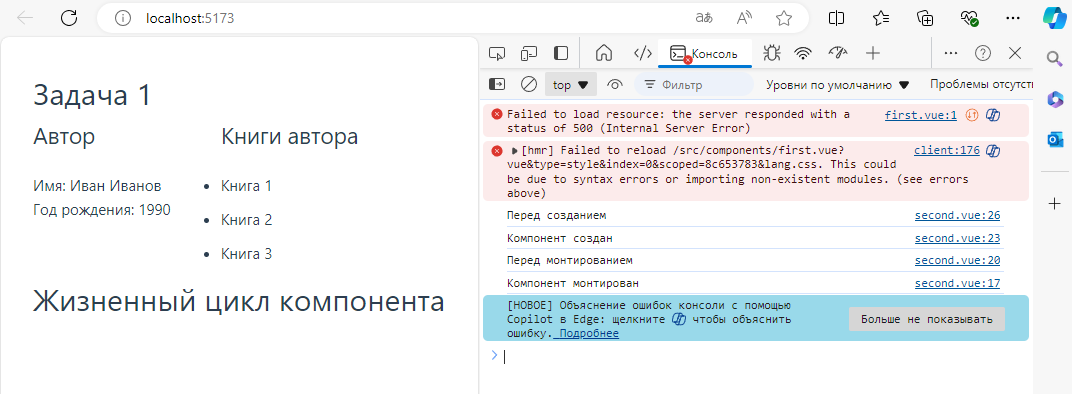 localhost:5173
Консоль
top
Фильтр
Уровни по умолчанию
Проблемы отсутств
Задача 1
Автор
Книги автора
Имя: Иван Иванов
Год рождения: 1990
Книга 1
Книга 2
Книга 3
Жизненный цикл компонента
Failed to load resource: the server responded with a first.vue:1
status of 500 (Internal Server Error)
[hmr] Failed to reload /src/components/first.vue? client:176
vue&type=style&index=0&scoped=8c653783&lang.css. This could
be due to syntax errors or importing non-existent modules. (see errors
above)
Перед созданием second.vue:26
Компонент создан second.vue:23
Перед монтированием second.vue:20
Компонент монтирован second.vue:17
[НОВОЕ] Объяснение ошибок консоли с помощью
Copilot в Edge: щелкните чтобы объяснить
ошибку. Подробнее
Больше не показывать